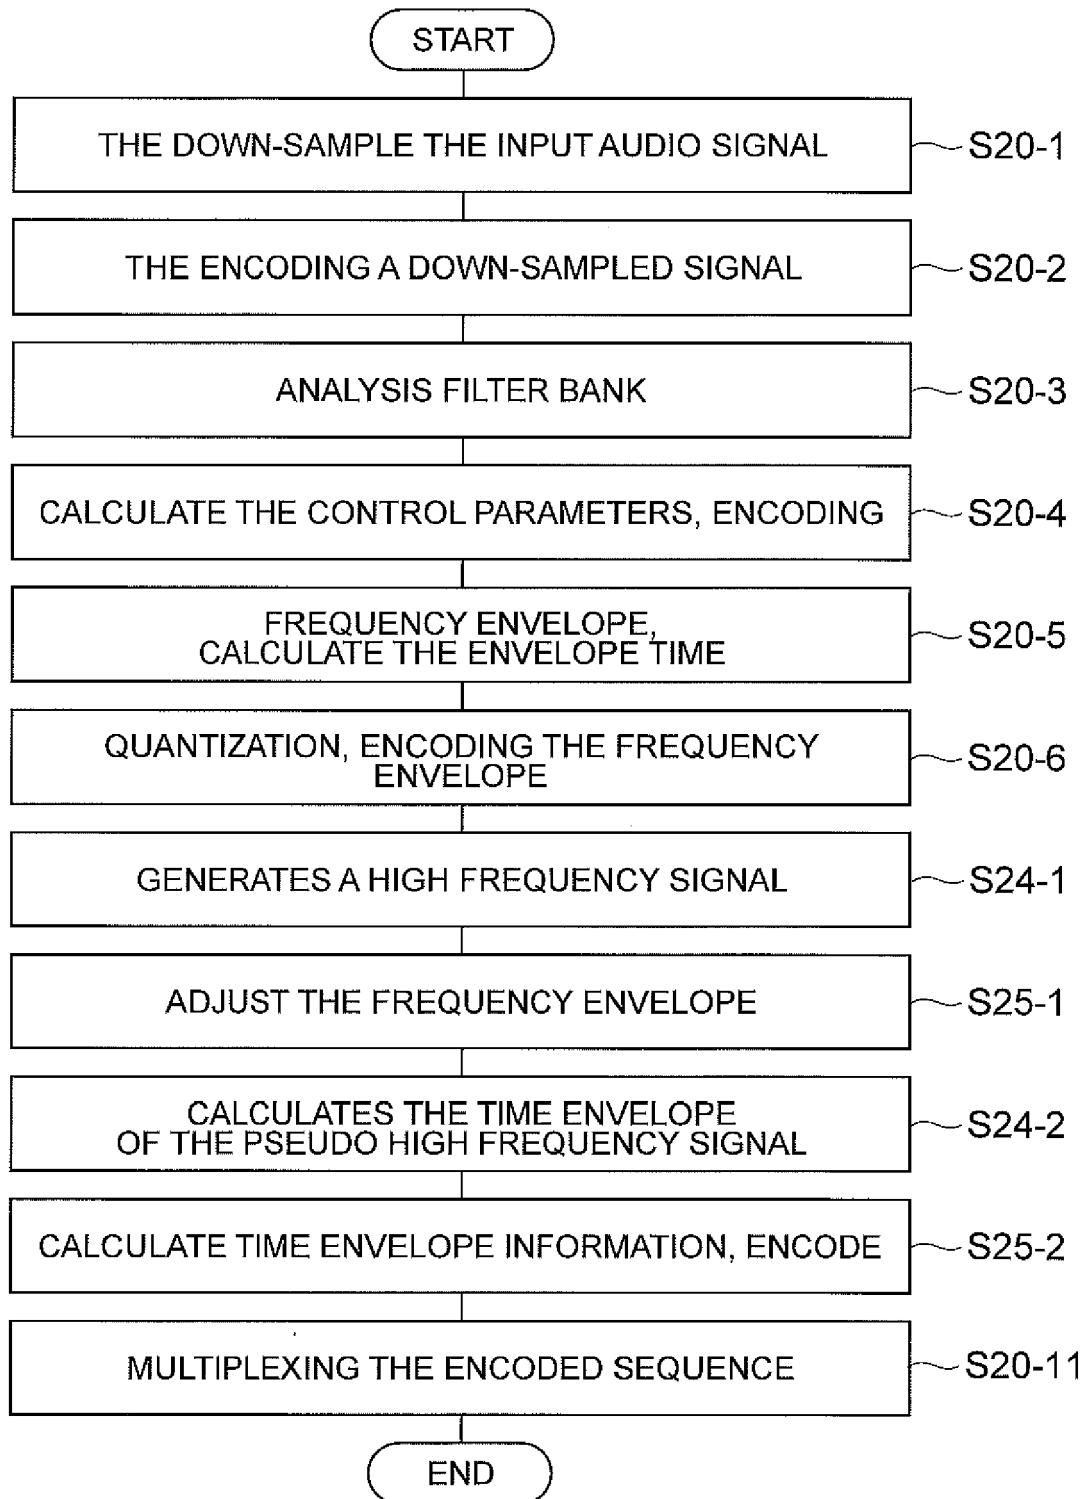 START
THE DOWN-SAMPLE THE INPUT AUDIO SIGNAL
S20-1
THE ENCODING A DOWN-SAMPLED SIGNAL
S20-2
ANALYSIS FILTER BANK
S20-3
CALCULATE THE CONTROL PARAMETERS, ENCODING
S20-4
FREQUENCY ENVELOPE,
CALCULATE THE ENVELOPE TIME
S20-5
QUANTIZATION, ENCODING THE FREQUENCY
ENVELOPE
S20-6
GENERATES A HIGH FREQUENCY SIGNAL
S24-1
ADJUST THE FREQUENCY ENVELOPE
S25-1
CALCULATES THE TIME ENVELOPE
OF THE PSEUDO HIGH FREQUENCY SIGNAL
S24-2
CALCULATE TIME ENVELOPE INFORMATION, ENCODE
S25-2
MULTIPLEXING THE ENCODED SEQUENCE
S20-11
END